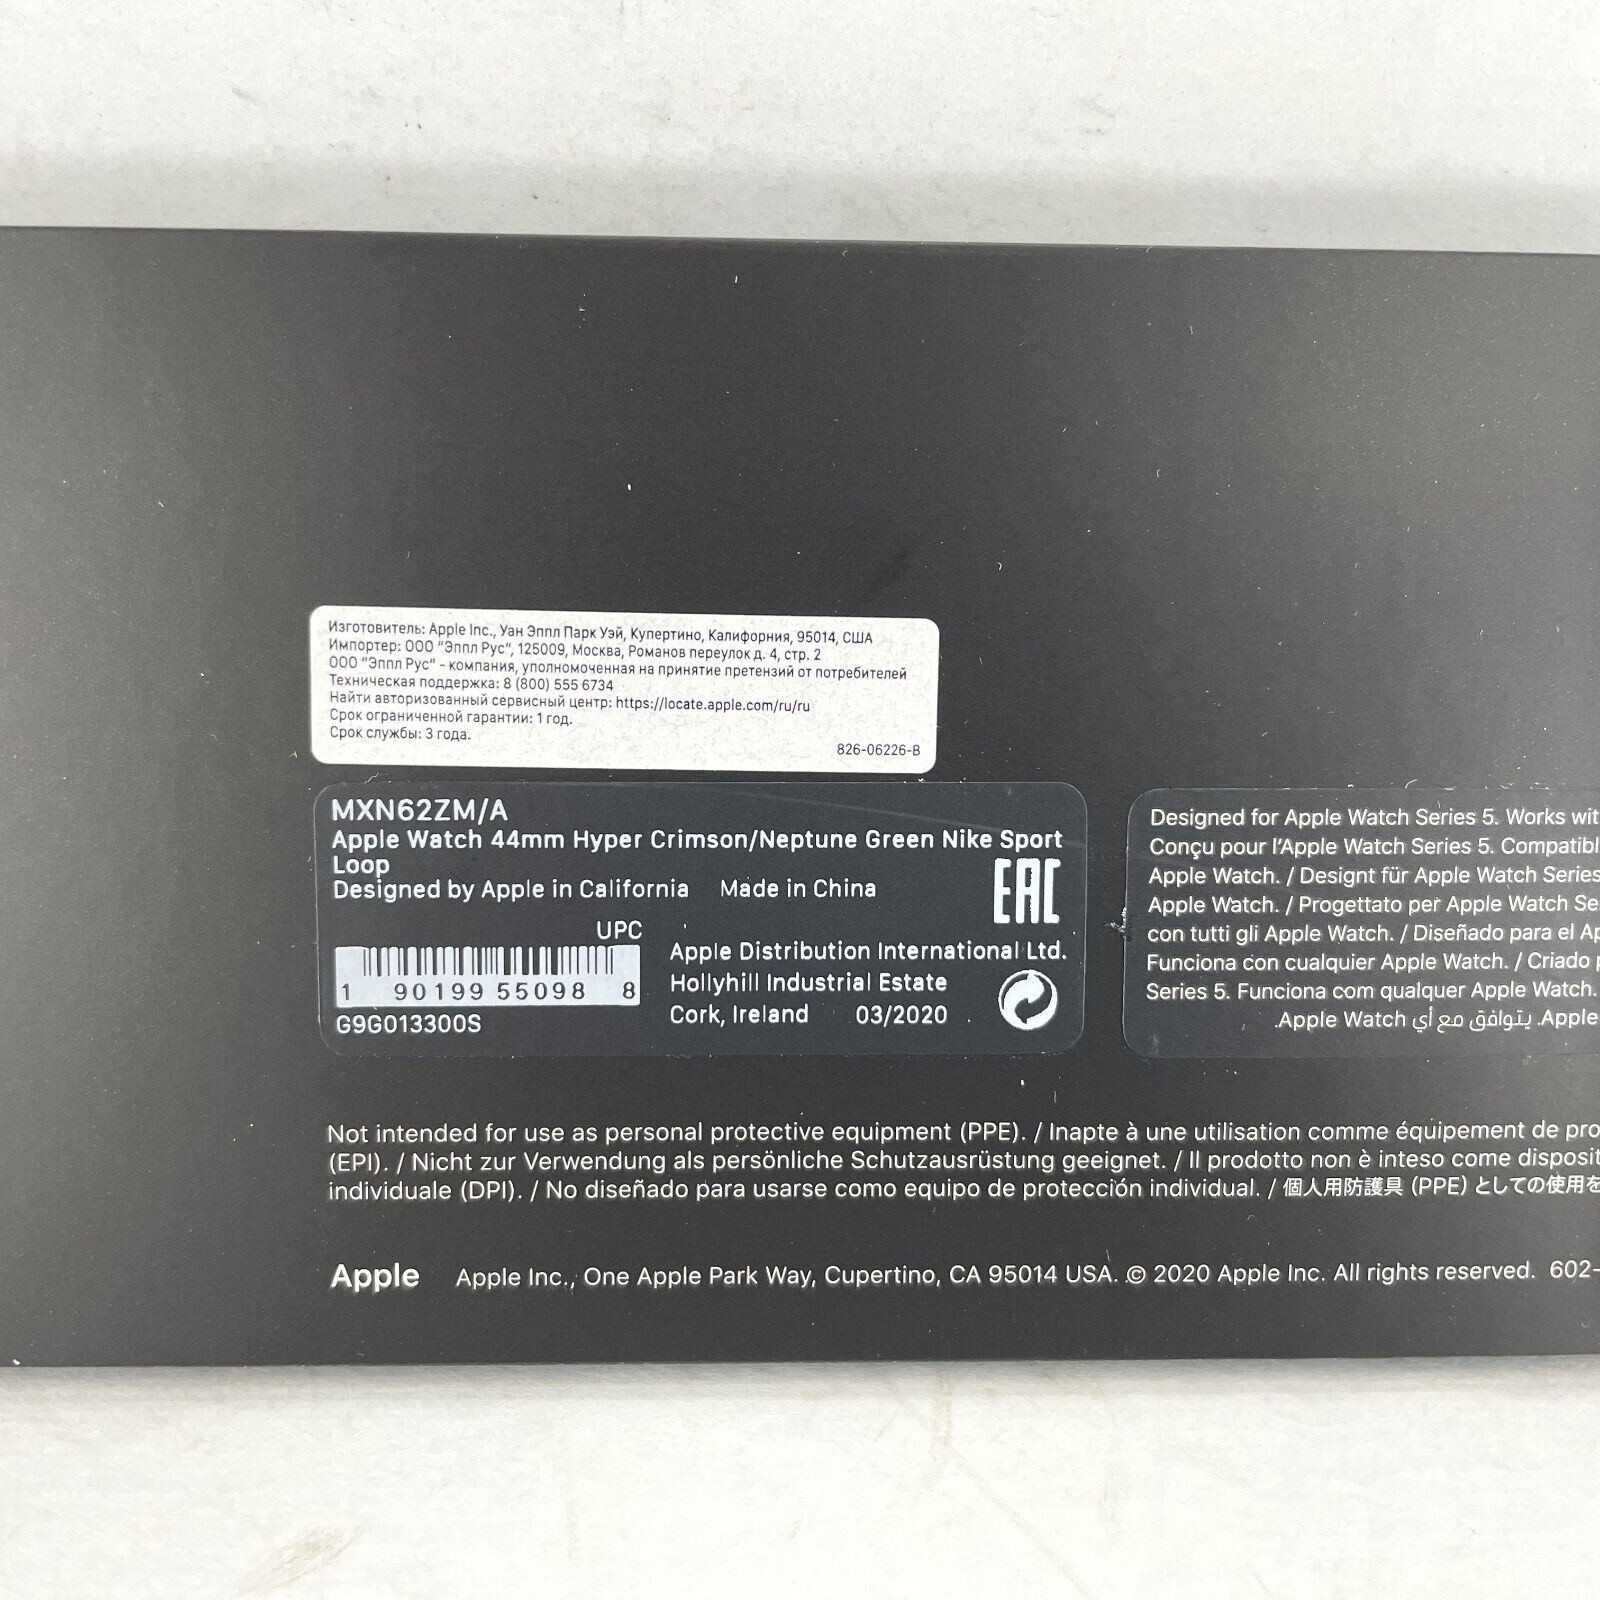 Изготовитель: Apple Inc., Уан Эппл Парк Уэй, Купертино, Калифорния, 95014, США
Импортер: ООО "Эппл Рус", 125009, Москва, Романов переулок д. 4, стр. 2
ООО "Эппл Рус" - компания, уполномоченная на принятие претензий от потребителей
Техническая поддержка: 8 (800) 555 6734
Найти авторизованный сервисный центр: https://locate.apple.com/ru/ru
Срок ограниченной гарантии: 1 год.
Срок службы: 3 года.
826-06226-B
MXN62ZM/A
Apple Watch 44mm Hyper Crimson/Neptune Green Nike Sport
Loop
Designed by Apple in California Made in China
EAC
UPC
1 90199 55098 8
G9G013300S
Apple Distribution International Ltd.
Hollyhill Industrial Estate
Cork, Ireland 03/2020
Designed for Apple Watch Series 5. Works
Conçu pour l'Apple Watch Series 5.
Apple Watch. / Designt für Apple Watch Series
Apple Watch. / Progettato per Apple Watch
con tutti gli Apple Watch. / Diseñado para el
Funciona con cualquier Apple Watch. / Criado
Series 5. Funciona com qualquer Apple Watch.
Apple. يتوافق مع أي Apple Watch.
Not intended for use as personal protective equipment (PPE). / Inapte à une utilisation comme équipement de
(EPI). / Nicht zur Verwendung als persönliche Schutzausrüstung geeignet. / Il prodotto non è inteso come
individuale (DPI). / No diseñado para usarse como equipo de protección individual. / 個人用防護具 (PPE) としての使用を
Apple Apple Inc., One Apple Park Way, Cupertino, CA 95014 USA. © 2020 Apple Inc. All rights reserved. 602-